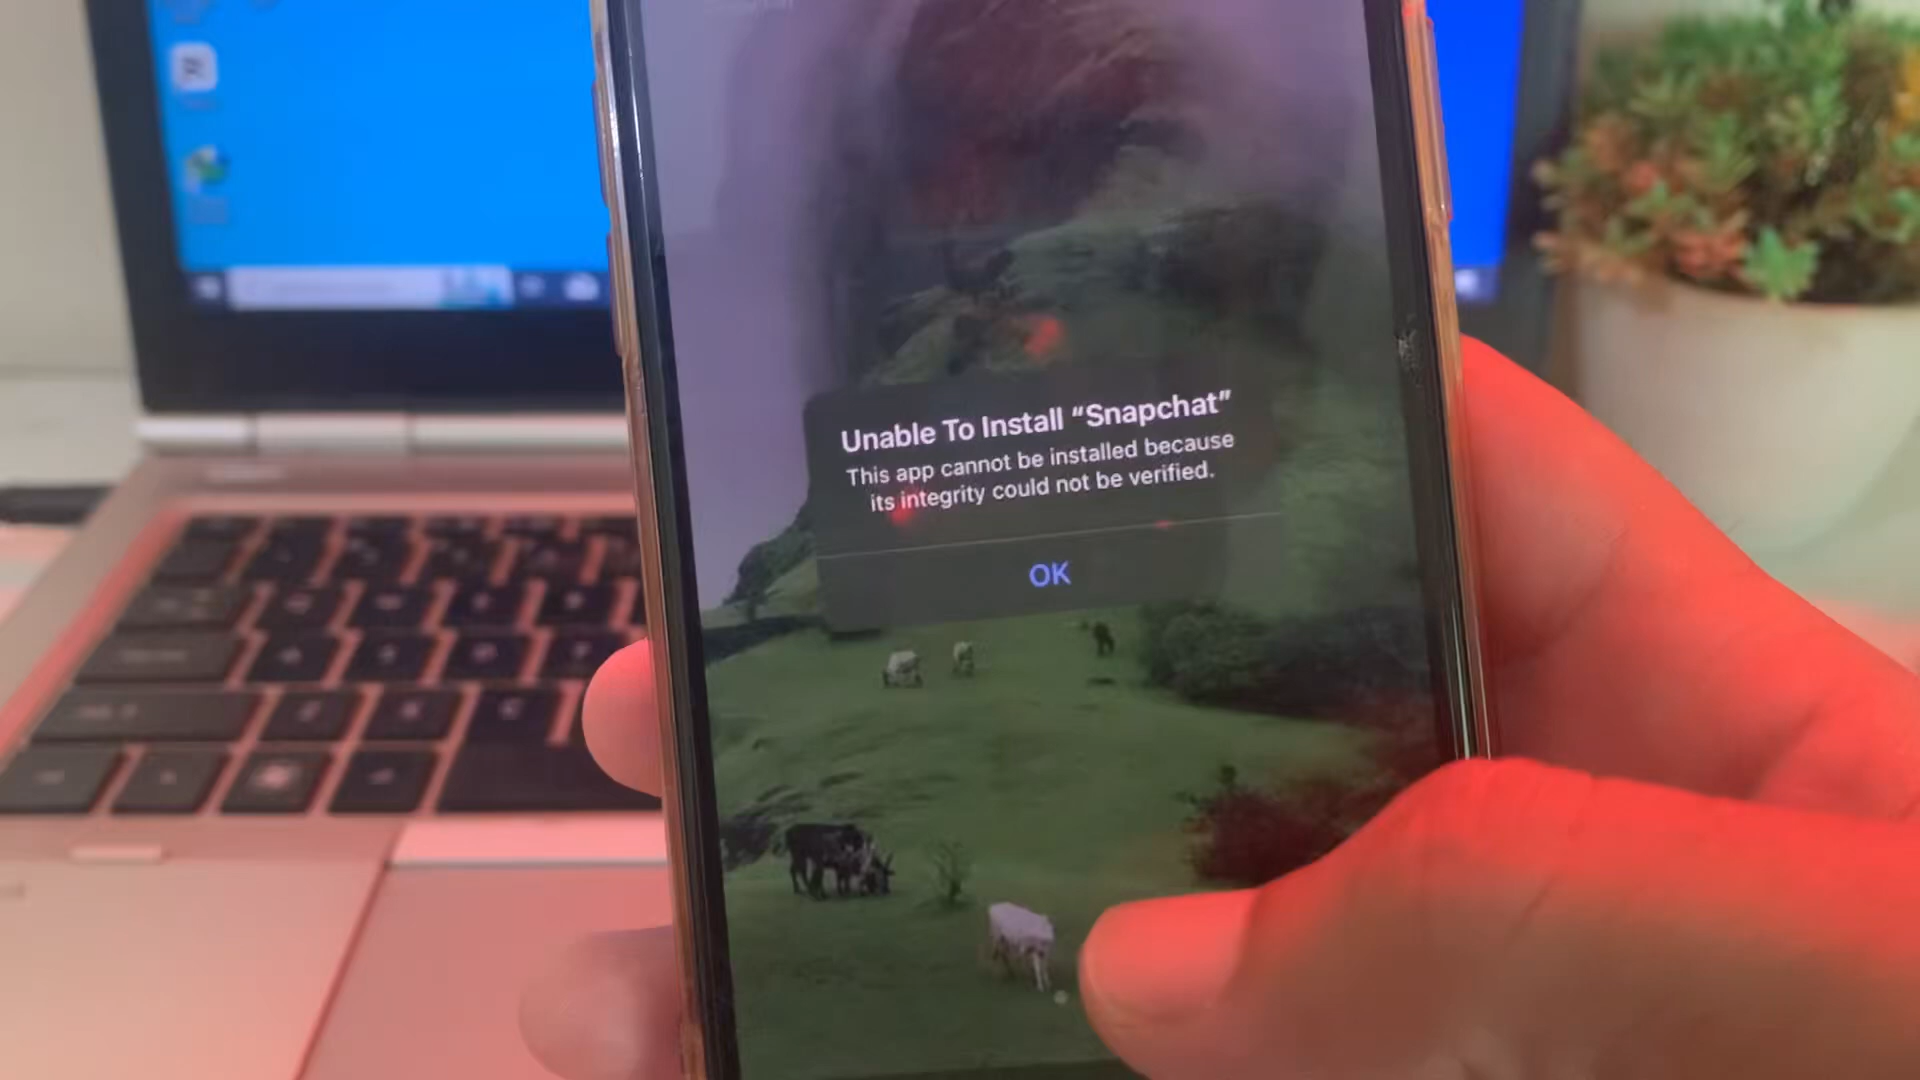 Unable To Install “Snapchat”
This app cannot be installed because
its integrity could not be verified.
OK